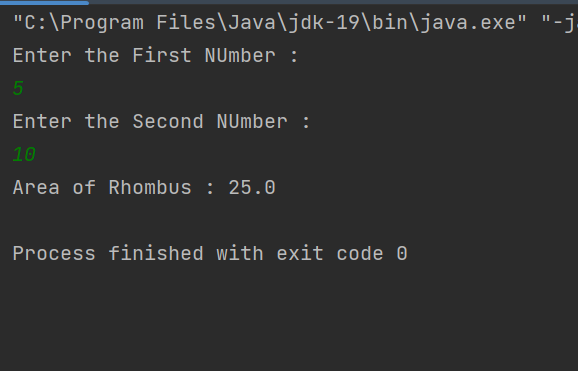 "C:\Program Files\Java\jdk-19\bin\java.exe" "-j
Enter the First NUmber :
5
Enter the Second NUmber :
10
Area of Rhombus : 25.0
Process finished with exit code 0